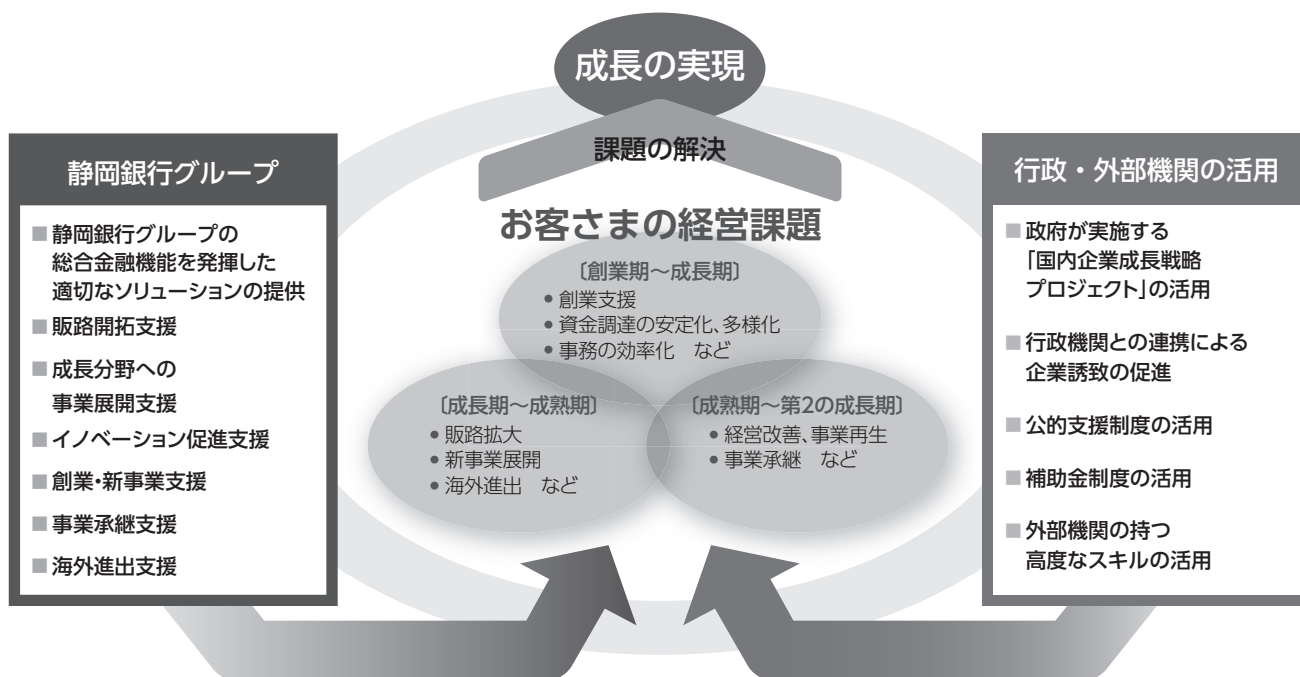 成長の実現
課題の解決
お客さまの経営課題
〔創業期～成長期〕
● 創業支援
● 資金調達の安定化、多様化
● 事務の効率化　など
〔成長期～成熟期〕
● 販路拡大
● 新事業展開
● 海外進出　など
〔成熟期～第2の成長期〕
● 経営改善、事業再生
● 事業承継　など
静岡銀行グループ
■ 静岡銀行グループの
総合金融機能を発揮した
適切なソリューションの提供
■ 販路開拓支援
■ 成長分野への
事業展開支援
■ イノベーション促進支援
■ 創業・新事業支援
■ 事業承継支援
■ 海外進出支援
行政・外部機関の活用
■ 政府が実施する
「国内企業成長戦略
プロジェクト」の活用
■ 行政機関との連携による
企業誘致の促進
■ 公的支援制度の活用
■ 補助金制度の活用
■ 外部機関の持つ
高度なスキルの活用